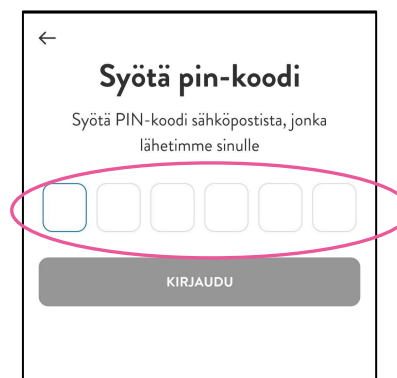 Syötä pin-koodi
Syötä PIN-koodi sähköpostista, jonka
lähetimme sinulle
KIRJAUDU